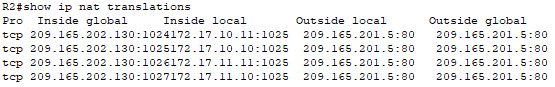 R2#show ip nat translations
Pro  Inside global     Inside local       Outside local      Outside global
tcp 209.165.202.130:1024172.17.10.11:1025  209.165.201.5:80   209.165.201.5:80
tcp 209.165.202.130:1025172.17.11.11:1025  209.165.201.5:80   209.165.201.5:80
tcp 209.165.202.130:1026172.17.11.10:1025  209.165.201.5:80   209.165.201.5:80
tcp 209.165.202.130:1027172.17.10.10:1025  209.165.201.5:80   209.165.201.5:80